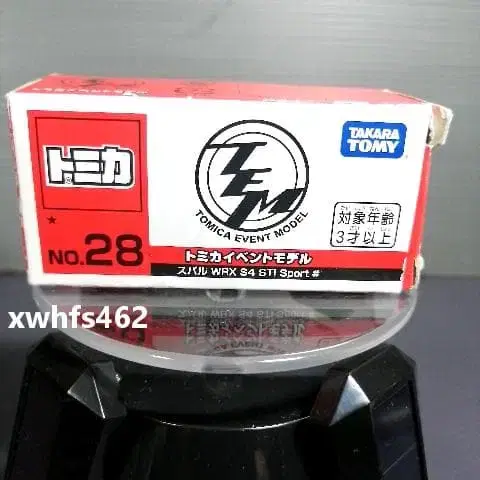 トミカ
NO.28
TEM
TOMICA EVENT MODEL
トミカイベントモデル
スバル WRX S4 STI Sport #
TAKARA
TOMY
対象年齢
3才以上
xwhfs462